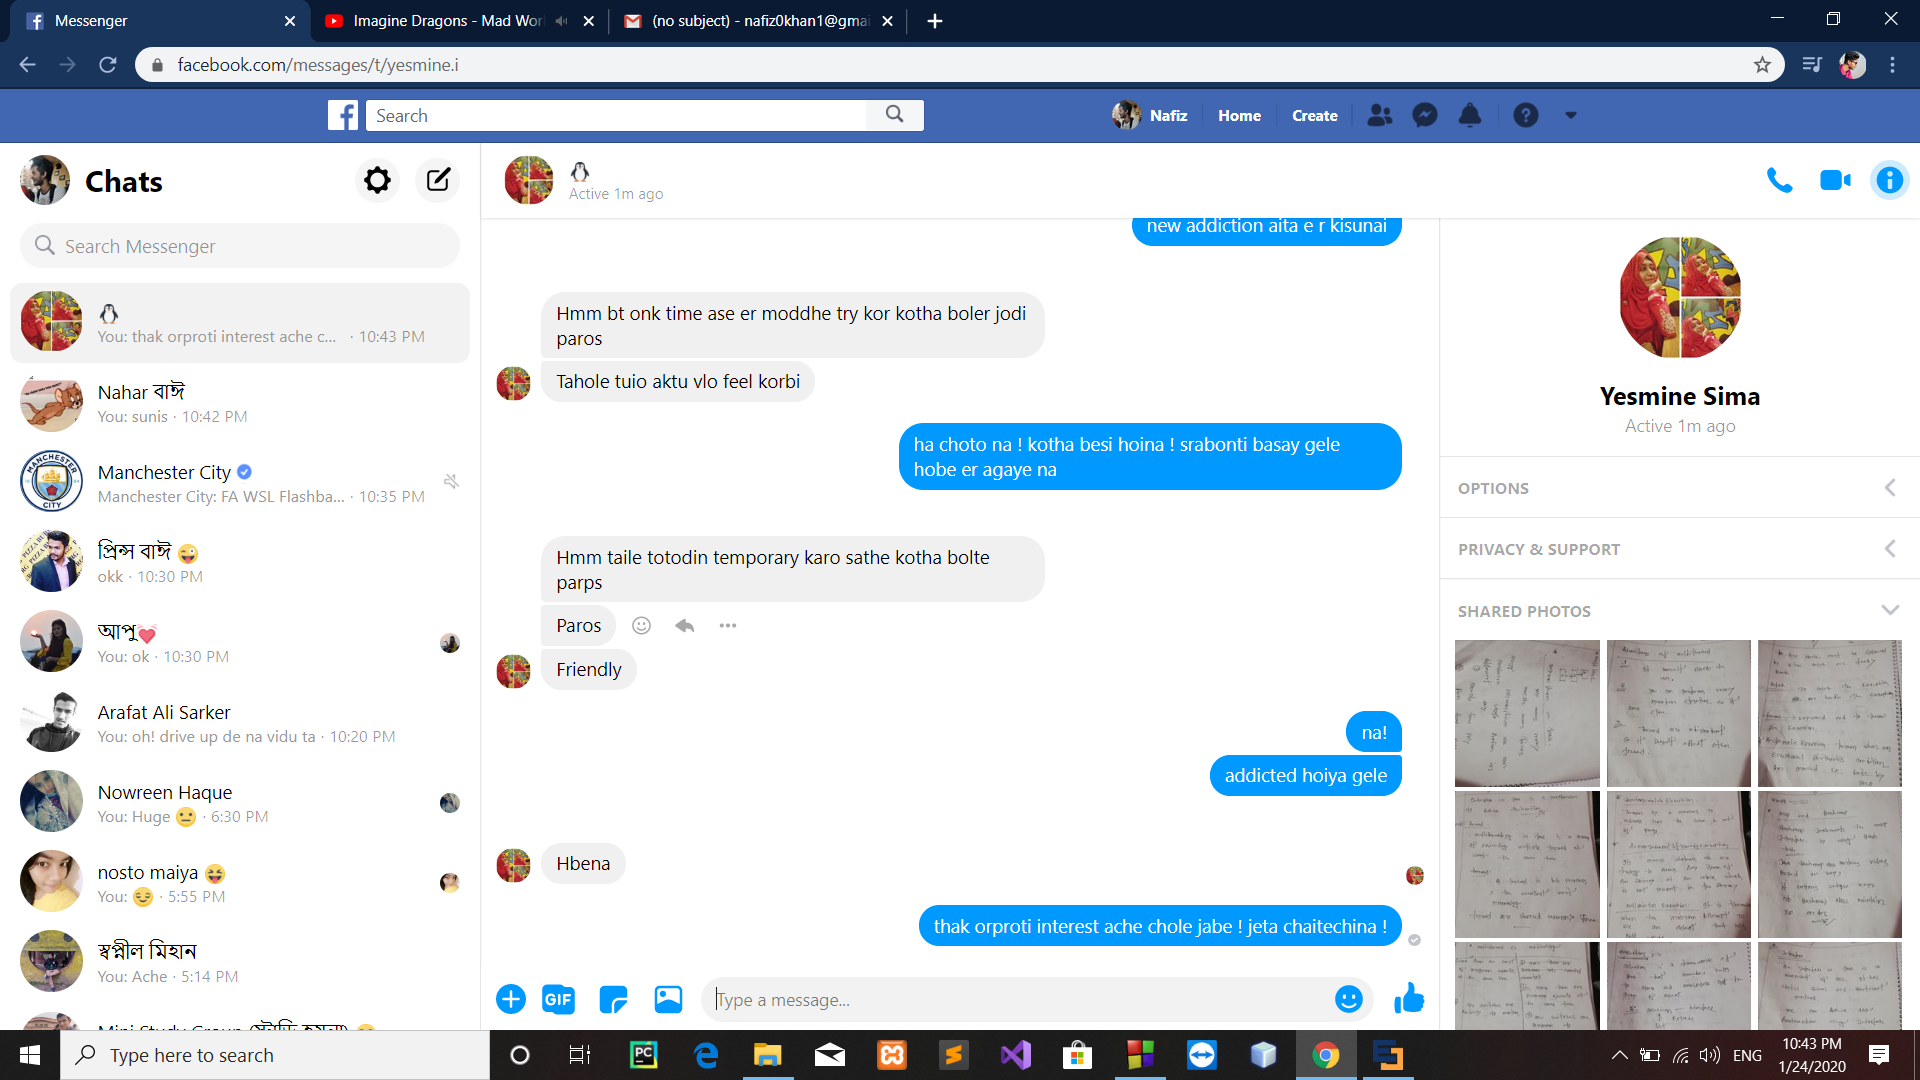 Messenger
Imagine Dragons - Mad Wor
(no subject) - nafiz0khan1@gmai
facebook.com/messages/t/yesmine.i
Search
Nafiz
Home
Create
Chats
Search Messenger
You: thak orproti interest ache c... · 10:43 PM
Nahar বাঈ
You: sunis · 10:42 PM
Manchester City
Manchester City: FA WSL Flashba... · 10:35 PM
প্রিন্স বাঈ 😜
okk · 10:30 PM
আপু💓
You: ok · 10:30 PM
Arafat Ali Sarker
You: oh! drive up de na vidu ta · 10:20 PM
Nowreen Haque
You: Huge 😐 · 6:30 PM
nosto maiya 😝
You: 😏 · 5:55 PM
স্বপ্নীল মিহান
You: Ache · 5:14 PM
Mini Study Group
🐧
Active 1m ago
new addiction aita e r kisunai
Hmm bt onk time ase er moddhe try kor kotha boler jodi
paros
Tahole tuio aktu vlo feel korbi
ha choto na ! kotha besi hoina ! srabonti basay gele
hobe er agaye na
Hmm taile totodin temporary karo sathe kotha bolte
parps
Paros
Friendly
na!
addicted hoiya gele
Hbena
thak orproti interest ache chole jabe ! jeta chaitechina !
GIF
Type a message...
Yesmine Sima
Active 1m ago
OPTIONS
PRIVACY & SUPPORT
SHARED PHOTOS
Type here to search
ENG
10:43 PM
1/24/2020